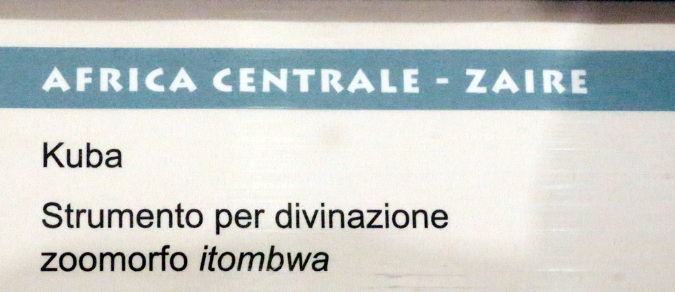 AFRICA CENTRALE - ZAIRE
Kuba
Strumento per divinazione
zoomorfo itombwa